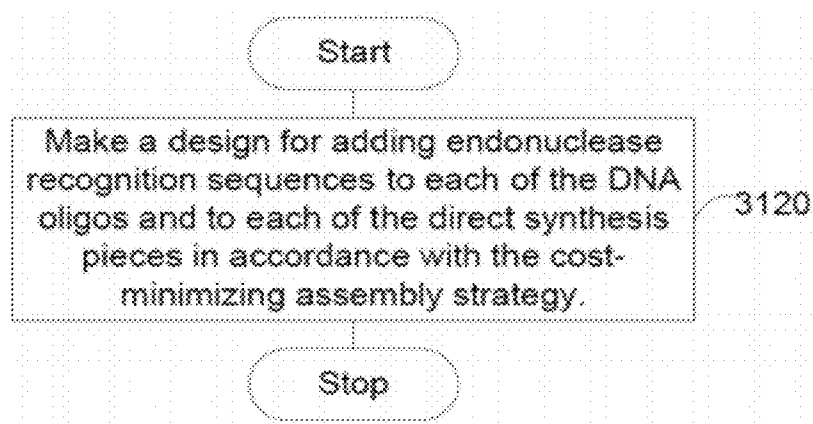 Start
Make a design for adding endonuclease
recognition sequences to each of the DNA
oligos and to each of the direct synthesis
pieces in accordance with the cost-
minimizing assembly strategy.
3120
Stop